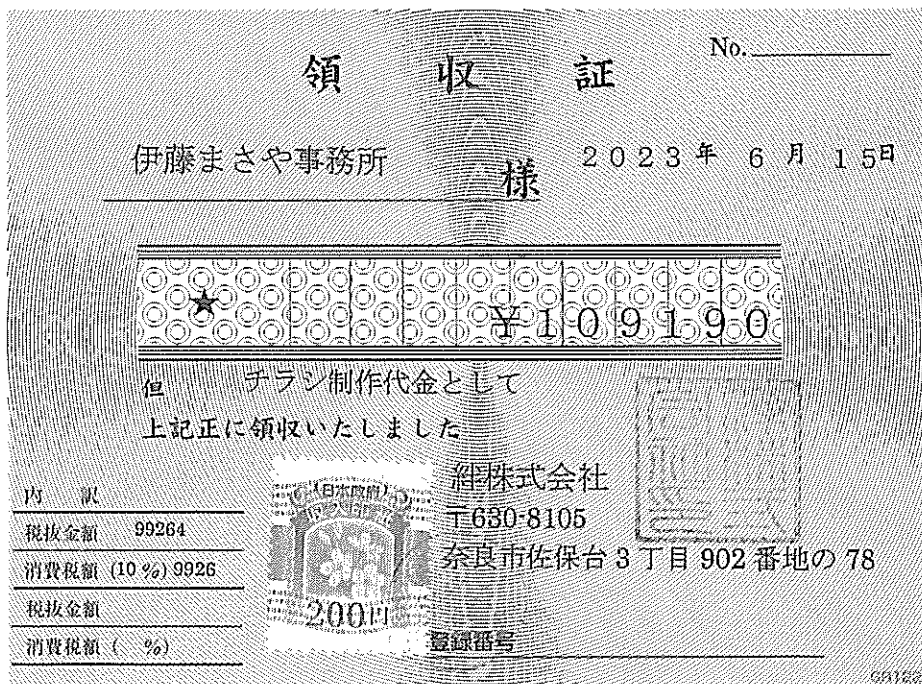 領収証
No.
伊藤まさや事務所 様
2023年 6月 15日
★ ¥109190
但 チラシ制作代金として
上記正に領収いたしました
内 訳
税抜金額 99264
消費税額 (10%) 9926
税抜金額
消費税額 ( %)
日本政府
200円
絆株式会社
〒630-8105
奈良市佐保台3丁目902番地の78
登録番号